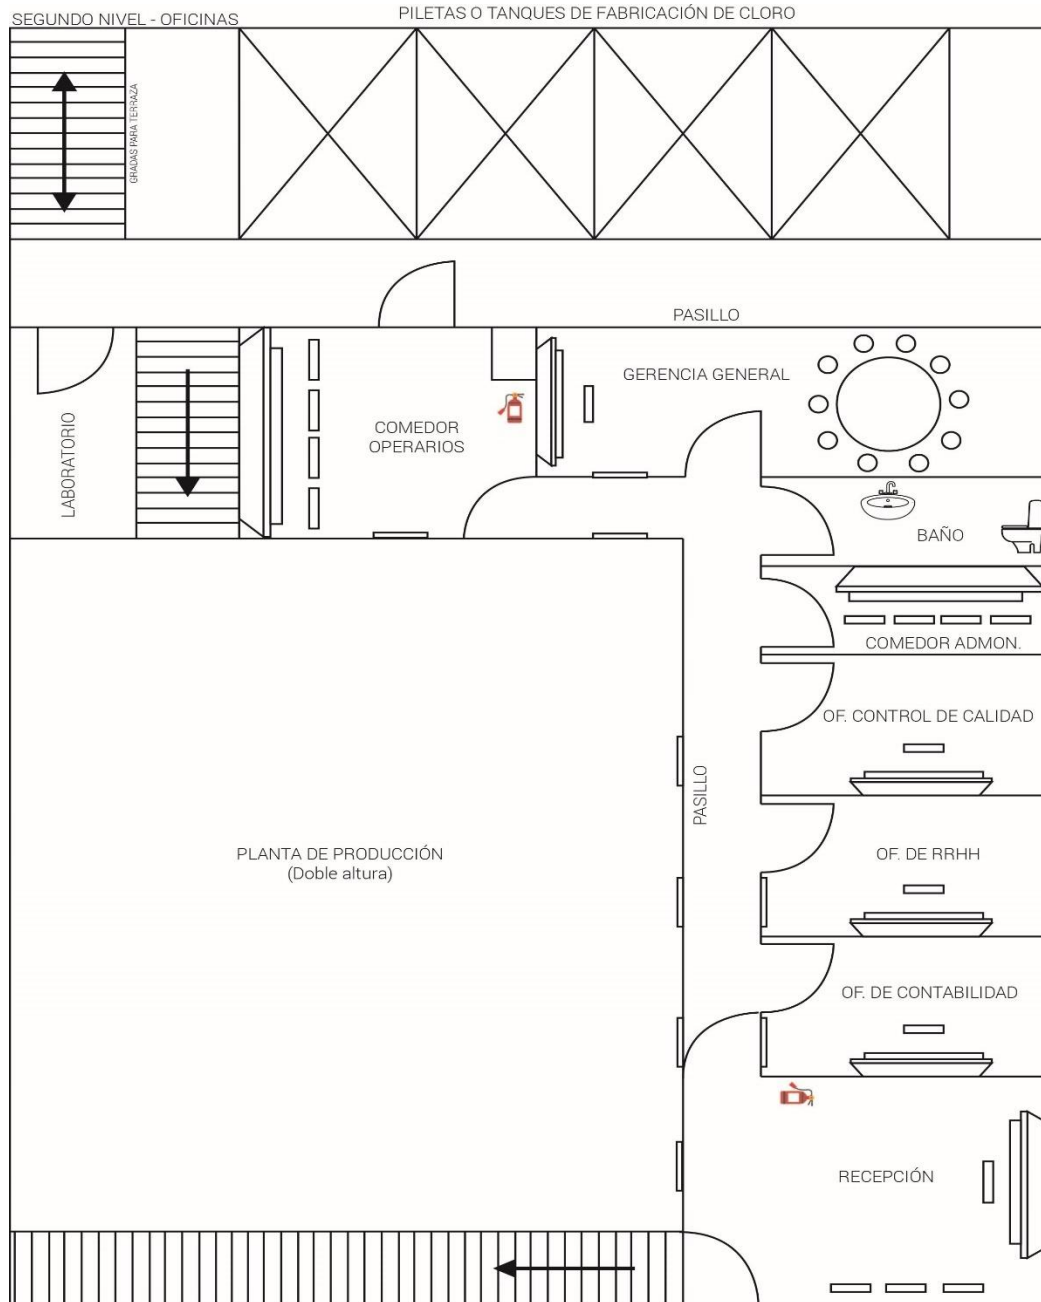 SEGUNDO NIVEL - OFICINAS
PILETAS O TANQUES DE FABRICACIÓN DE CLORO
GRADAS PARA TERRAZA
PASILLO
LABORATORIO
COMEDOR
OPERARIOS
GERENCIA GENERAL
BAÑO
COMEDOR ADMON.
OF. CONTROL DE CALIDAD
PASILLO
PLANTA DE PRODUCCIÓN
(Doble altura)
OF. DE RRHH
OF. DE CONTABILIDAD
RECEPCIÓN